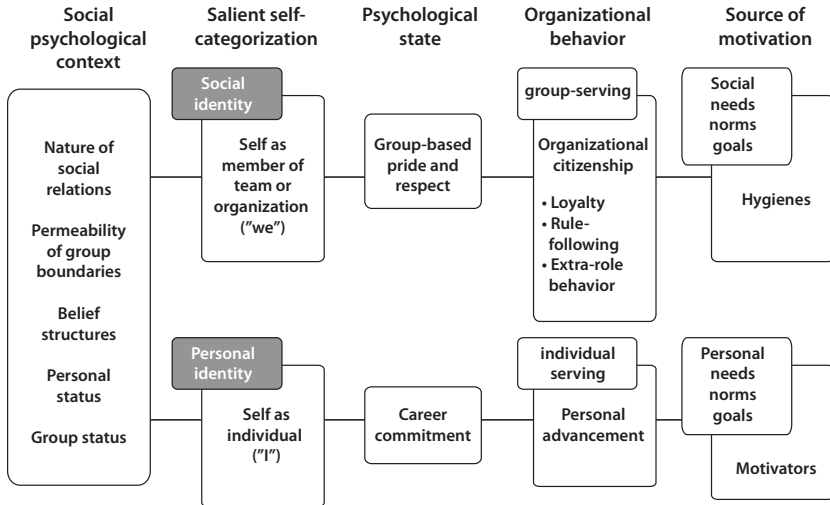 Social
psychological
context
Salient self-
categorization
Psychological
state
Organizational
behavior
Source of
motivation
Nature of
social
relations
Permeability
of group
boundaries
Belief
structures
Personal
status
Group status
Social
identity
Self as
member of
team or
organization
("we")
Group-based
pride and
respect
group-serving
Organizational
citizenship
• Loyalty
• Rule-
following
• Extra-role
behavior
Social
needs
norms
goals
Hygienes
Personal
identity
Self as
individual
("I")
Career
commitment
individual
serving
Personal
advancement
Personal
needs
norms
goals
Motivators